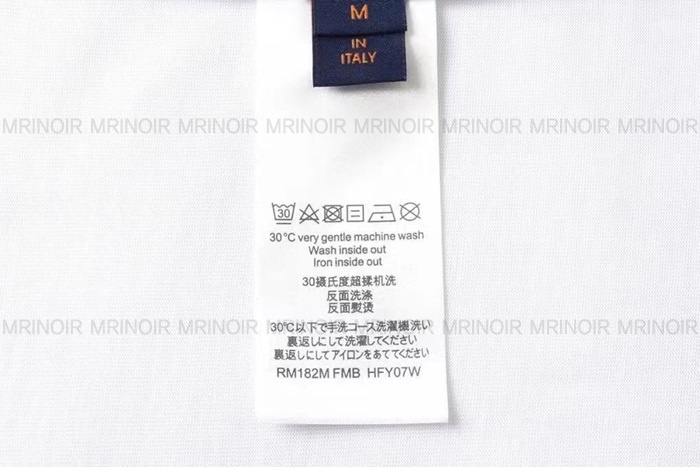 M
IN
ITALY
MRINOIR MRINOIR MRINOIR MRINOIR MRINOIR MRINOIR MRINOIR MRINOIR
30
30°C very gentle machine wash
Wash inside out
Iron inside out
30摄氏度超揉机洗
反面洗涤
反面熨烫
MRINOIR MRINOIR MRINOIR MRINOIR MRINOIR MRINOIR MRINOIR MRINOIR
30℃以下で手洗コース洗濯機洗い
裏返しにして洗濯してください
裏返しにしてアイロンをあててください
RM182M FMB HFY07W